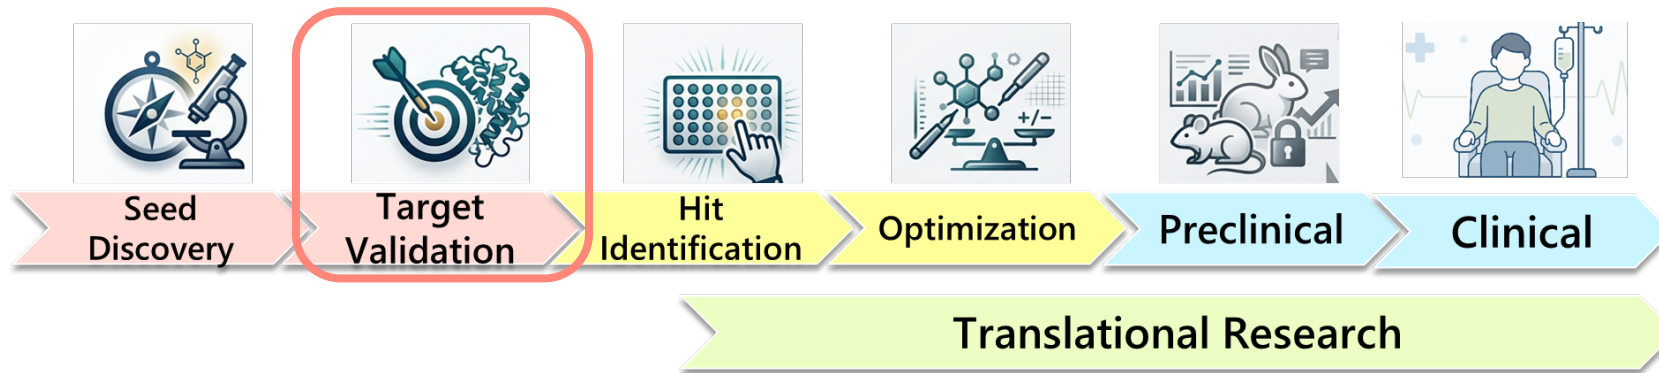 Seed
Discovery
Target
Validation
Hit
Identification
+/−
Optimization
Preclinical
Clinical
Translational Research